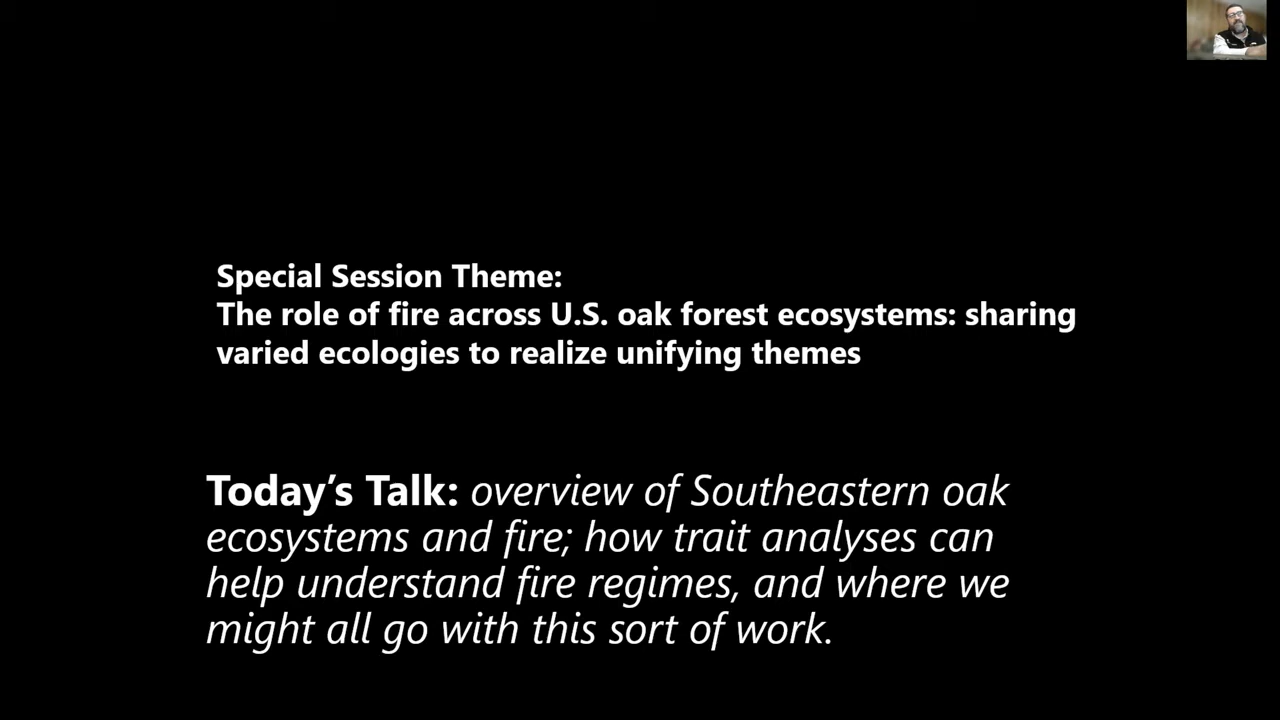 Special Session Theme:
The role of fire across U.S. oak forest ecosystems: sharing
varied ecologies to realize unifying themes
Today’s Talk: overview of Southeastern oak
ecosystems and fire; how trait analyses can
help understand fire regimes, and where we
might all go with this sort of work.